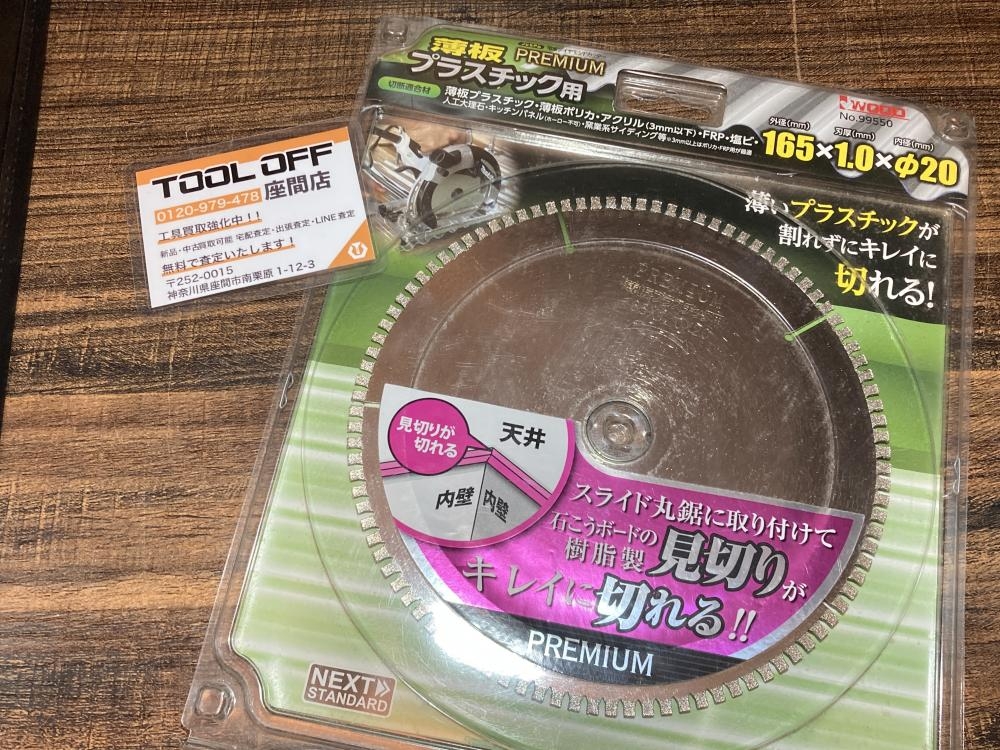 TOOL OFF
0120-979-478 座間店
工具買取強化中！！
新品・中古買取可能 宅配査定・出張査定・LINE査定
無料で査定いたします！
〒252-0015
神奈川県座間市南栗原 1-12-3
薄板 PREMIUM
プラスチック用
切断適合材
薄板プラスチック・薄板ポリカ・アクリル(3mm以下)・FRP・塩ビ・
人工大理石・キッチンパネル(ホーロー不可)・窯業系サイディング等
iWOOD
No.99550
外径(mm) 刃厚(mm) 内径(mm)
165×1.0×φ20
薄いプラスチックが
割れずにキレイに
切れる!
PREMIUM
見切りが
切れる
天井
内壁 内壁
スライド丸鋸に取り付けて
石こうボードの
樹脂製 見切りが
キレイに切れる!!
PREMIUM
NEXT
STANDARD